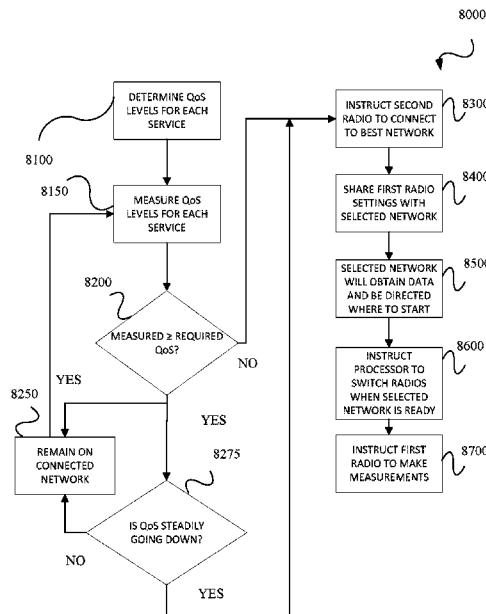 8000
DETERMINE QoS
LEVELS FOR EACH
SERVICE
8100
8150
MEASURE QoS
LEVELS FOR EACH
SERVICE
8200
MEASURED ≥ REQUIRED
QoS?
NO
YES
YES
8250
REMAIN ON
CONNECTED
NETWORK
8275
IS QoS STEADILY
GOING DOWN?
NO
YES
INSTRUCT SECOND
RADIO TO CONNECT
TO BEST NETWORK
8300
SHARE FIRST RADIO
SETTINGS WITH
SELECTED NETWORK
8400
SELECTED NETWORK
WILL OBTAIN DATA
AND BE DIRECTED
WHERE TO START
8500
INSTRUCT
PROCESSOR TO
SWITCH RADIOS
WHEN SELECTED
NETWORK IS READY
8600
INSTRUCT FIRST
RADIO TO MAKE
MEASUREMENTS
8700